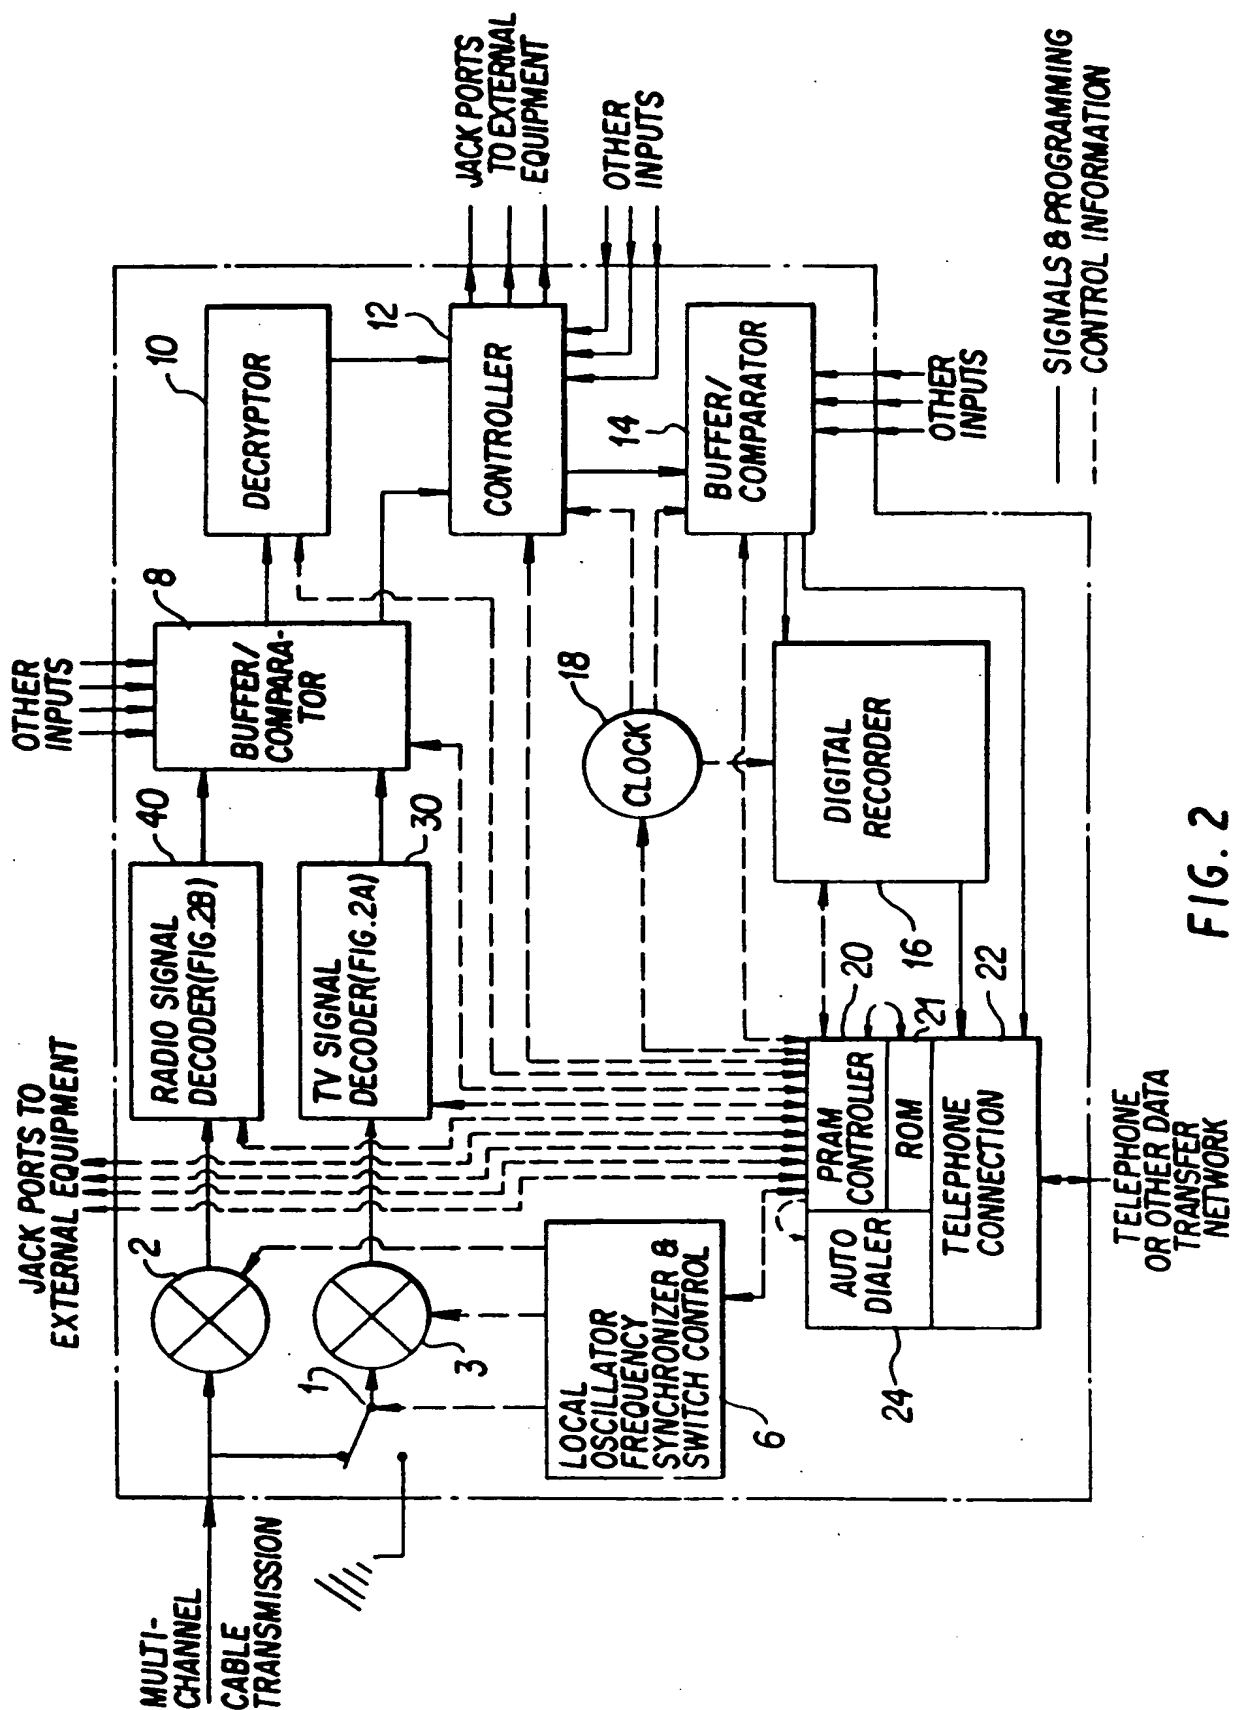 MULTI-
CHANNEL
CABLE
TRANSMISSION
JACK PORTS TO
EXTERNAL EQUIPMENT
OTHER
INPUTS
2
1
3
40
RADIO SIGNAL
DECODER(FIG.2B)
TV SIGNAL
DECODER(FIG.2A)
30
8
BUFFER/
COMPARA-
TOR
10
DECRYPTOR
12
CONTROLLER
JACK PORTS
TO EXTERNAL
EQUIPMENT
OTHER
INPUTS
LOCAL
OSCILLATOR
FREQUENCY
SYNCHRONIZER &
SWITCH CONTROL
6
18
CLOCK
14
BUFFER/
COMPARATOR
OTHER
INPUTS
DIGITAL
RECORDER
16
20
21
22
PRAM
CONTROLLER
ROM
AUTO
DIALER
24
TELEPHONE
CONNECTION
TELEPHONE
OR OTHER DATA
TRANSFER
NETWORK
SIGNALS & PROGRAMMING
CONTROL INFORMATION
FIG. 2